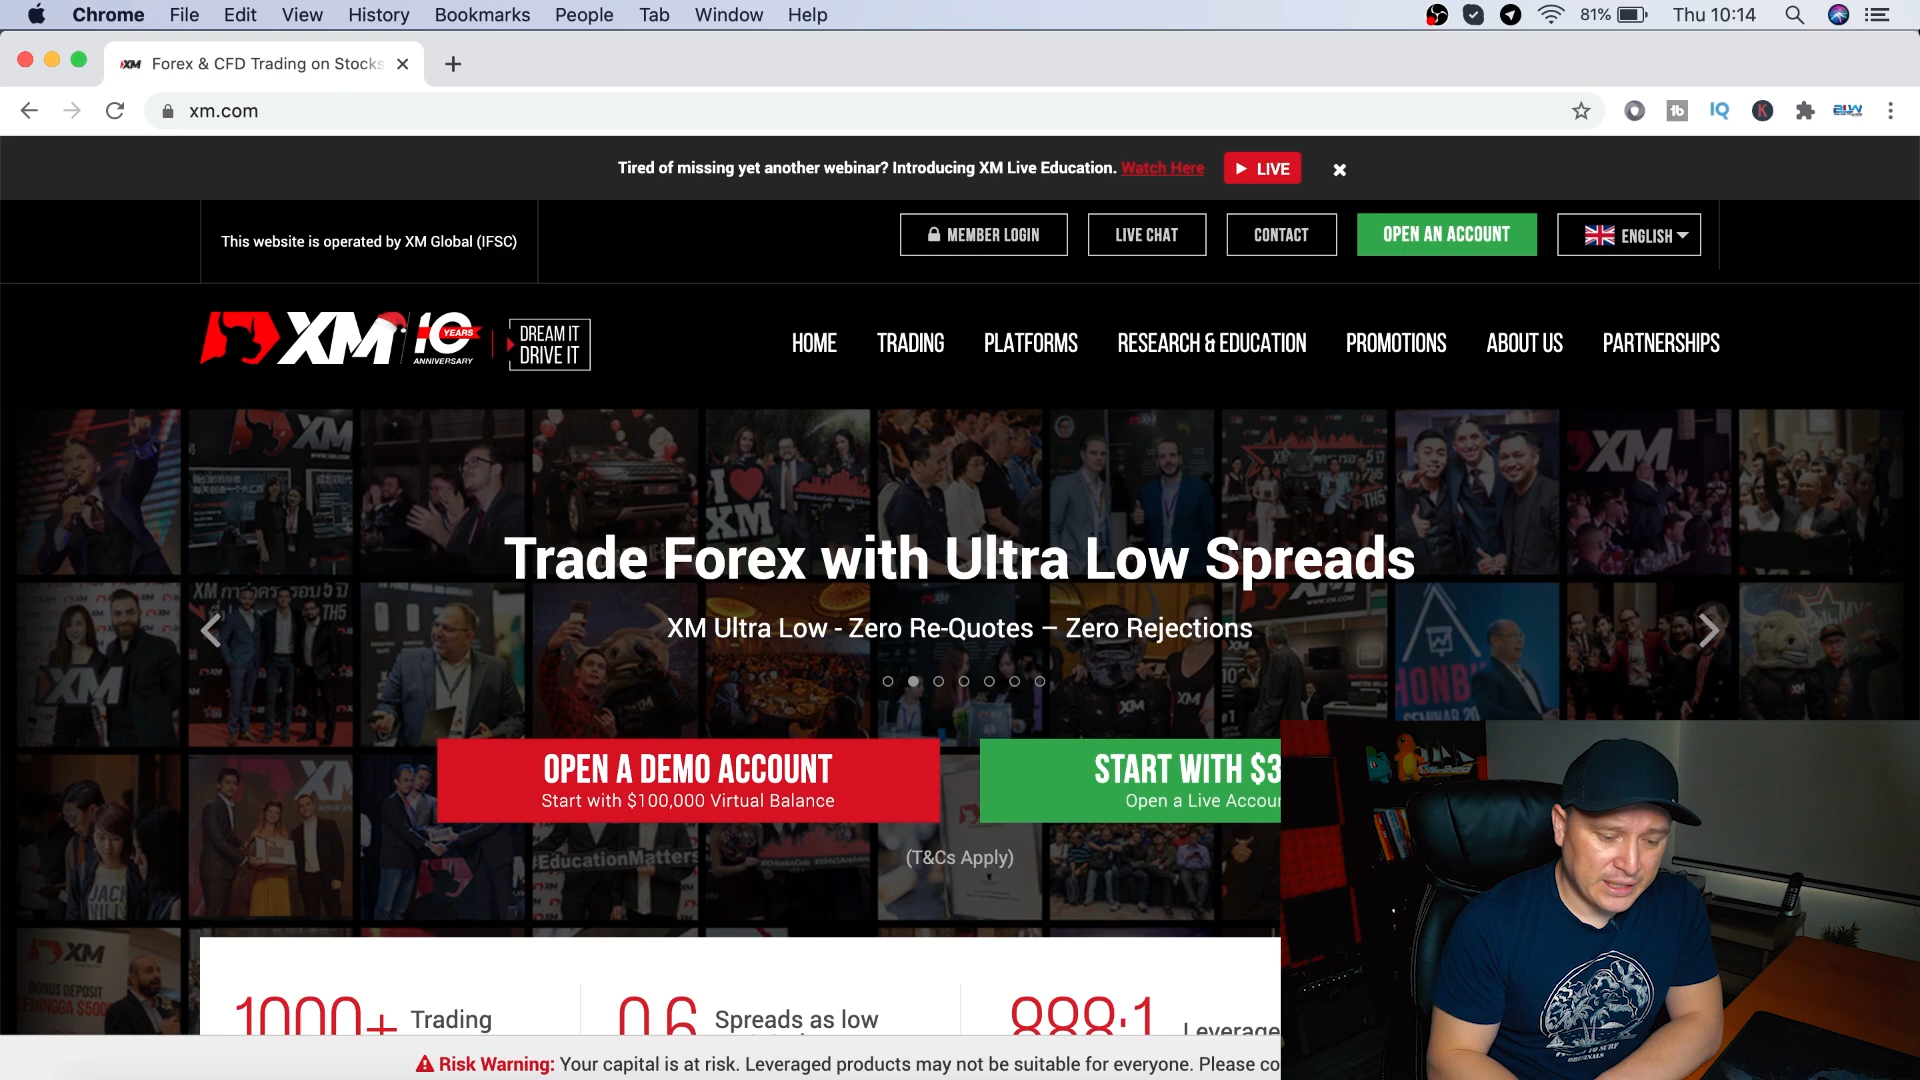 Chrome File Edit View History Bookmarks People Tab Window Help
81% Thu 10:14
Forex & CFD Trading on Stocks
xm.com
Tired of missing yet another webinar? Introducing XM Live Education. Watch Here LIVE
This website is operated by XM Global (IFSC)
MEMBER LOGIN LIVE CHAT CONTACT OPEN AN ACCOUNT ENGLISH
XM 10 YEARS ANNIVERSARY
DREAM IT
DRIVE IT
HOME TRADING PLATFORMS RESEARCH & EDUCATION PROMOTIONS ABOUT US PARTNERSHIPS
Trade Forex with Ultra Low Spreads
XM Ultra Low - Zero Re-Quotes – Zero Rejections
OPEN A DEMO ACCOUNT
Start with $100,000 Virtual Balance
START WITH $3
Open a Live Accou
(T&Cs Apply)
1000+ Trading
0.6 Spreads as low
888:1 Leverage
Risk Warning: Your capital is at risk. Leveraged products may not be suitable for everyone. Please co